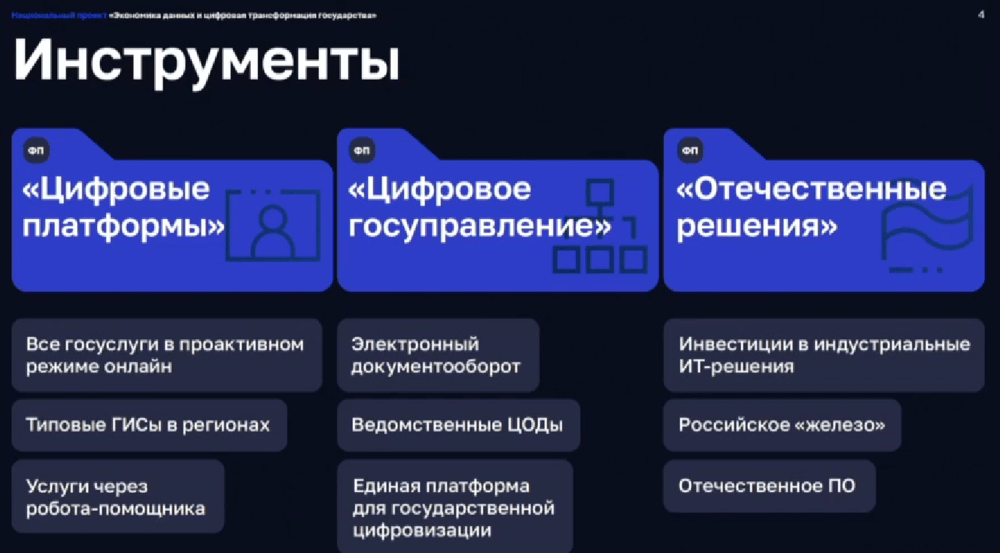 Национальный проект «Экономика данных и цифровая трансформация государства»
4
Инструменты
ФП
«Цифровые
платформы»
Все госуслуги в проактивном
режиме онлайн
Типовые ГИСы в регионах
Услуги через
робота-помощника
ФП
«Цифровое
госуправление»
Электронный
документооборот
Ведомственные ЦОДы
Единая платформа
для государственной
цифровизации
ФП
«Отечественные
решения»
Инвестиции в индустриальные
ИТ-решения
Российское «железо»
Отечественное ПО